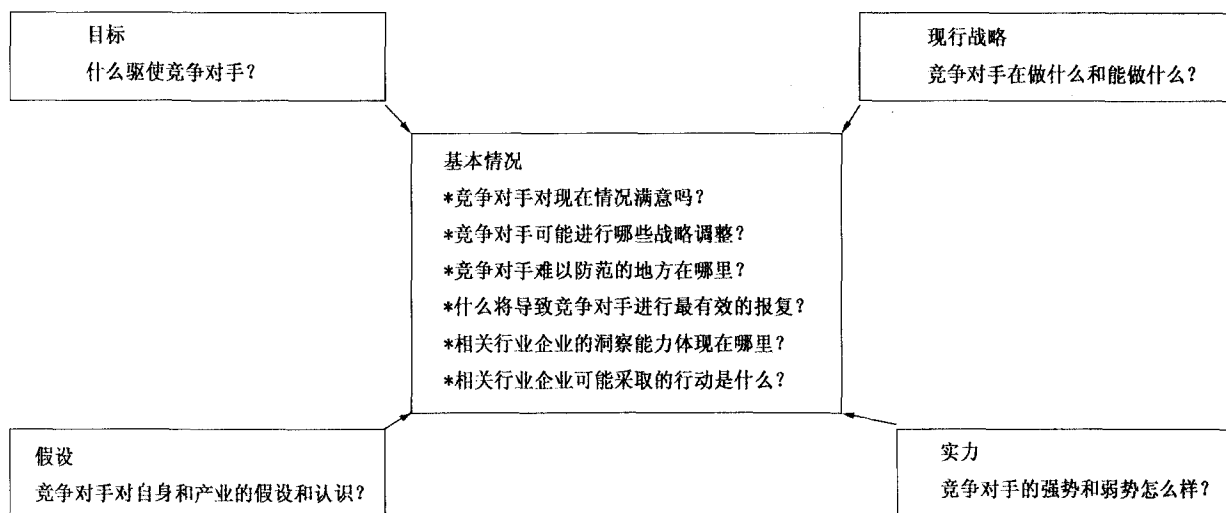 目标
什么驱使竞争对手?
现行战略
竞争对手在做什么和能做什么?
基本情况
*竞争对手对现在情况满意吗?
*竞争对手可能进行哪些战略调整?
*竞争对手难以防范的地方在哪里?
*什么将导致竞争对手进行最有效的报复?
*相关行业企业的洞察能力体现在哪里?
*相关行业企业可能采取的行动是什么?
假设
竞争对手对自身和产业的假设和认识?
实力
竞争对手的强势和弱势怎么样?